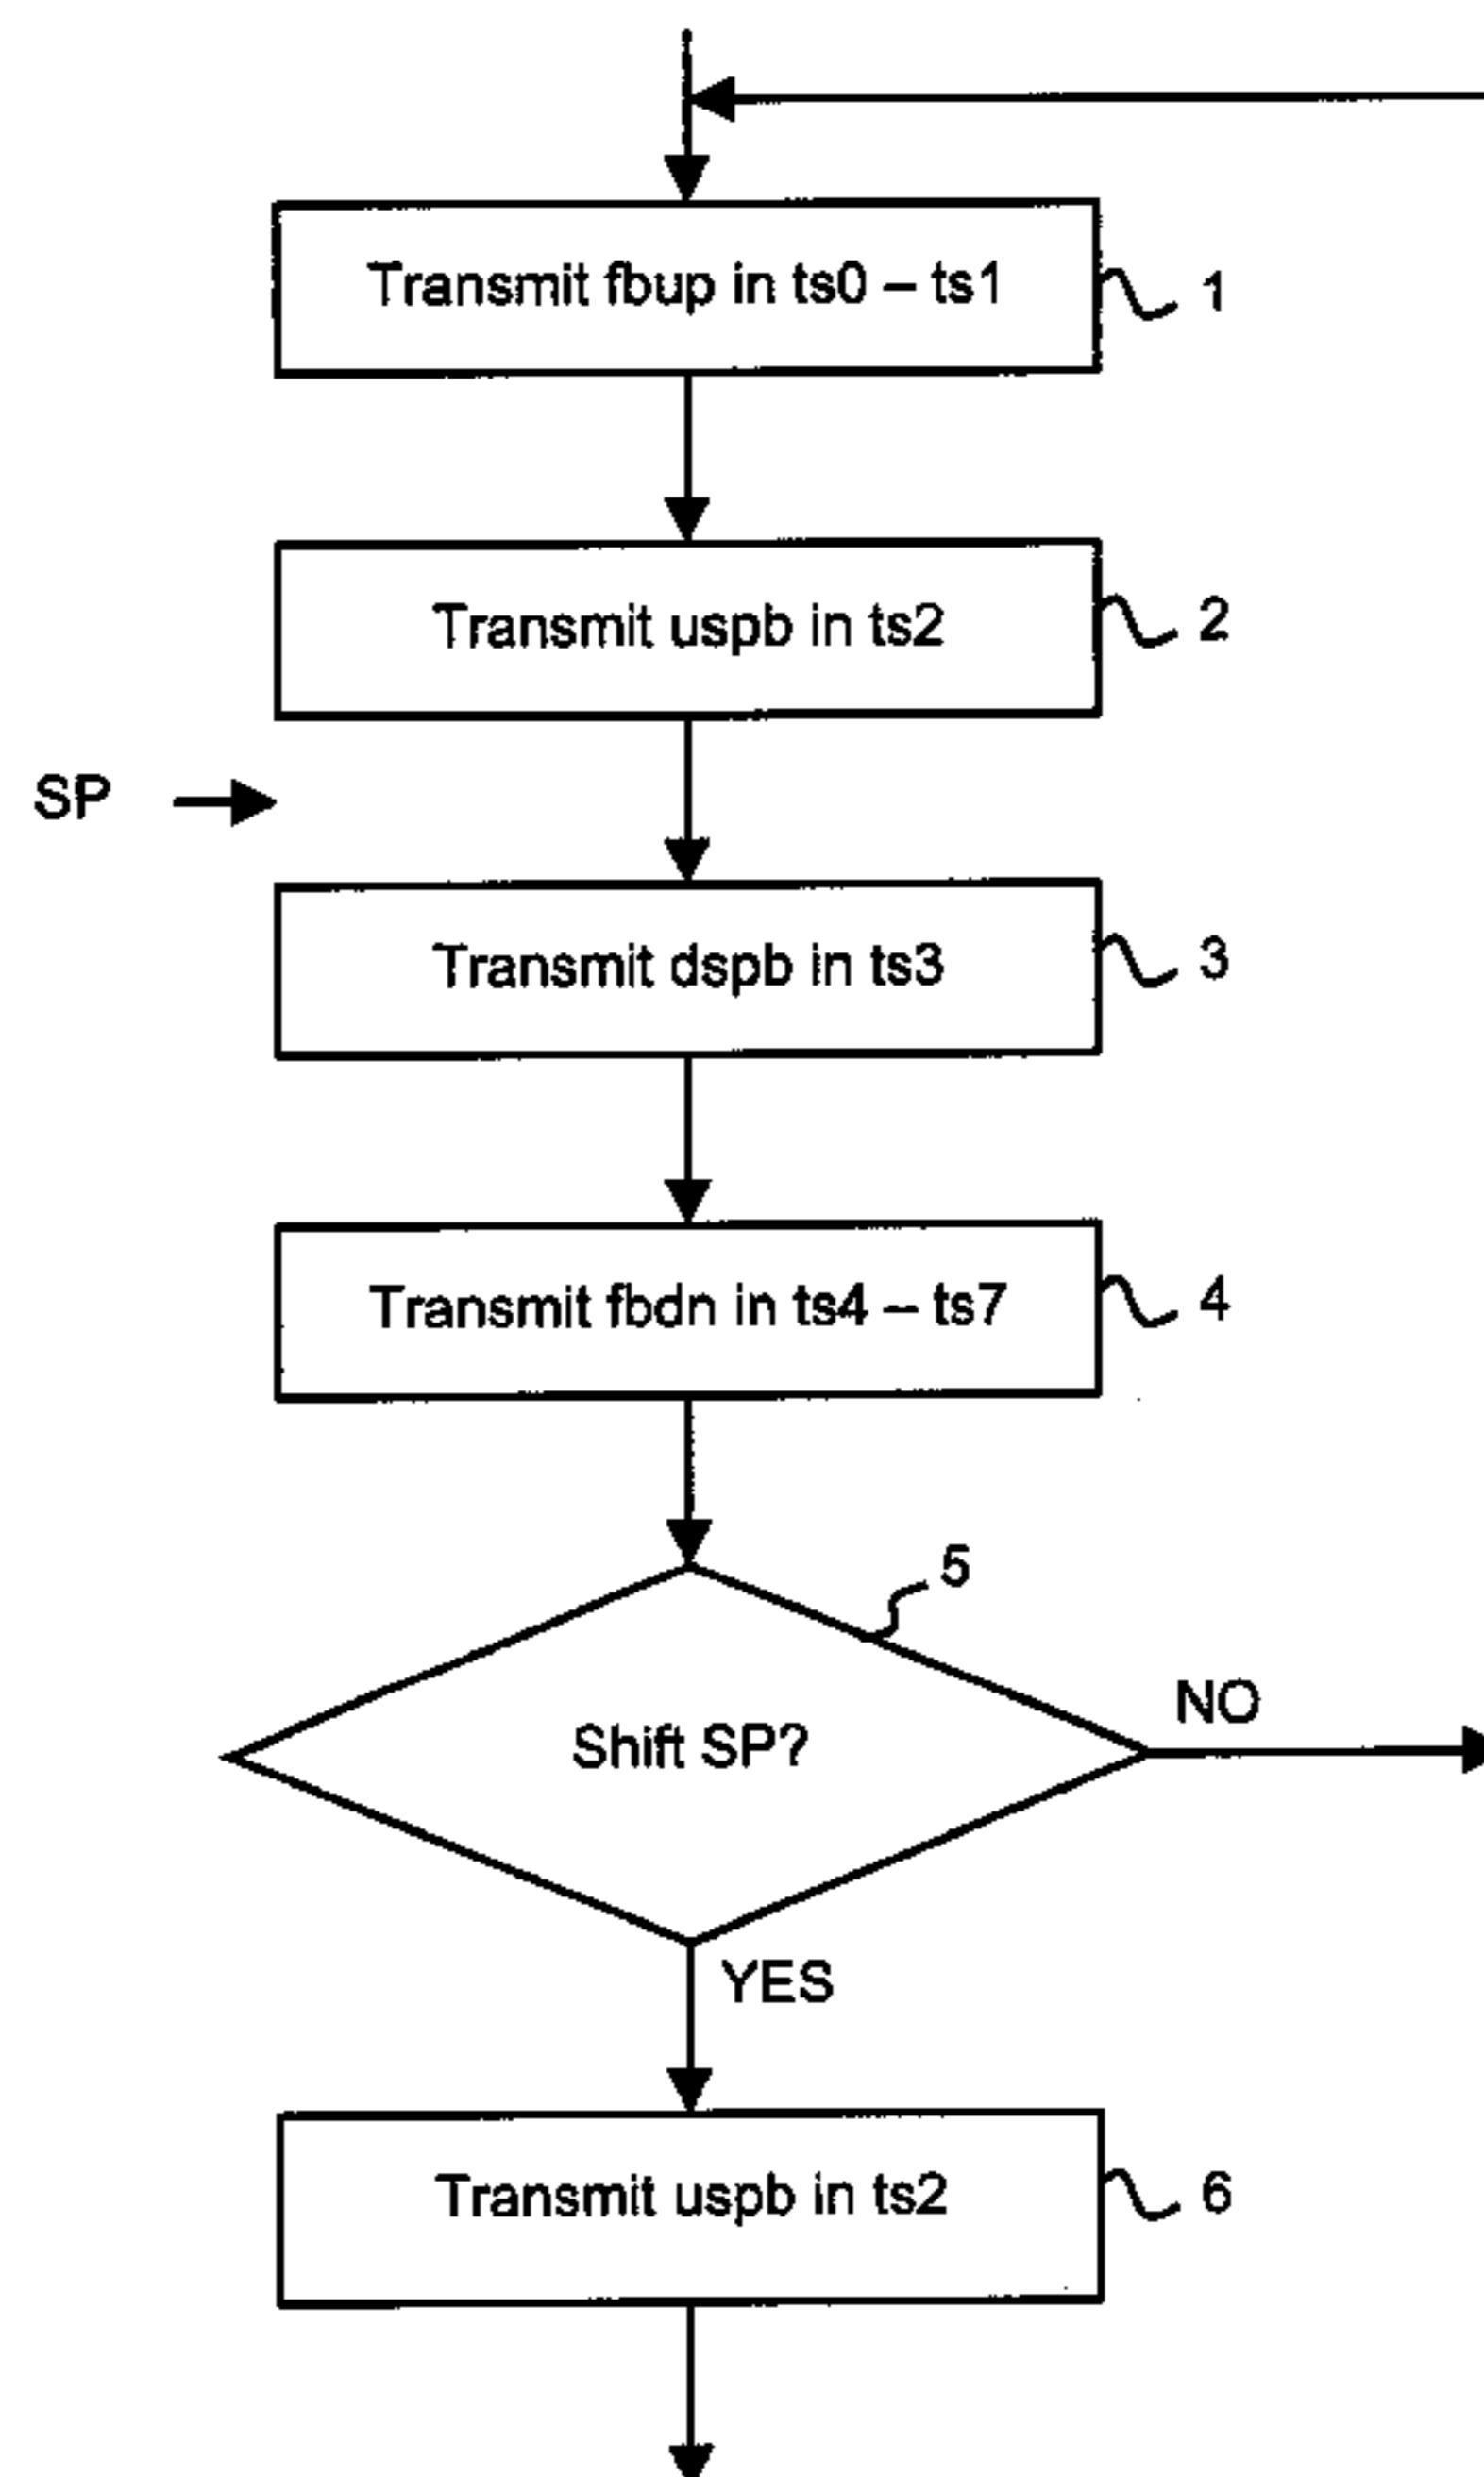 Transmit fbup in ts0 – ts1
1
Transmit uspb in ts2
2
SP
Transmit dspb in ts3
3
Transmit fbdn in ts4 – ts7
4
5
Shift SP?
NO
YES
Transmit uspb in ts2
6